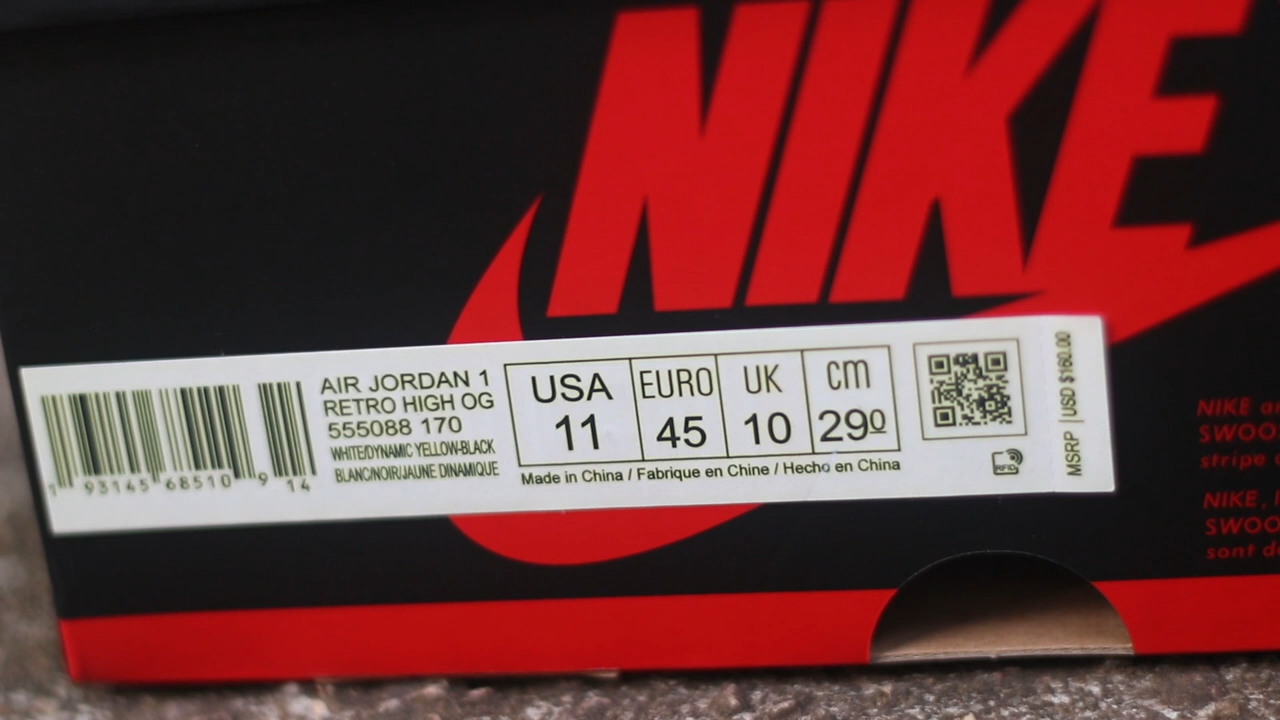 NIKE
1 93145 68510 9 14
AIR JORDAN 1
RETRO HIGH OG
555088 170
WHITE/DYNAMIC YELLOW-BLACK
BLANC/NOIR/JAUNE DINAMIQUE
USA
11
EURO
45
UK
10
cm
290
Made in China / Fabrique en Chine / Hecho en China
RFID
MSRP | USD $160.00
NIKE
SWOO
stripe
NIKE,
SWOO
sont